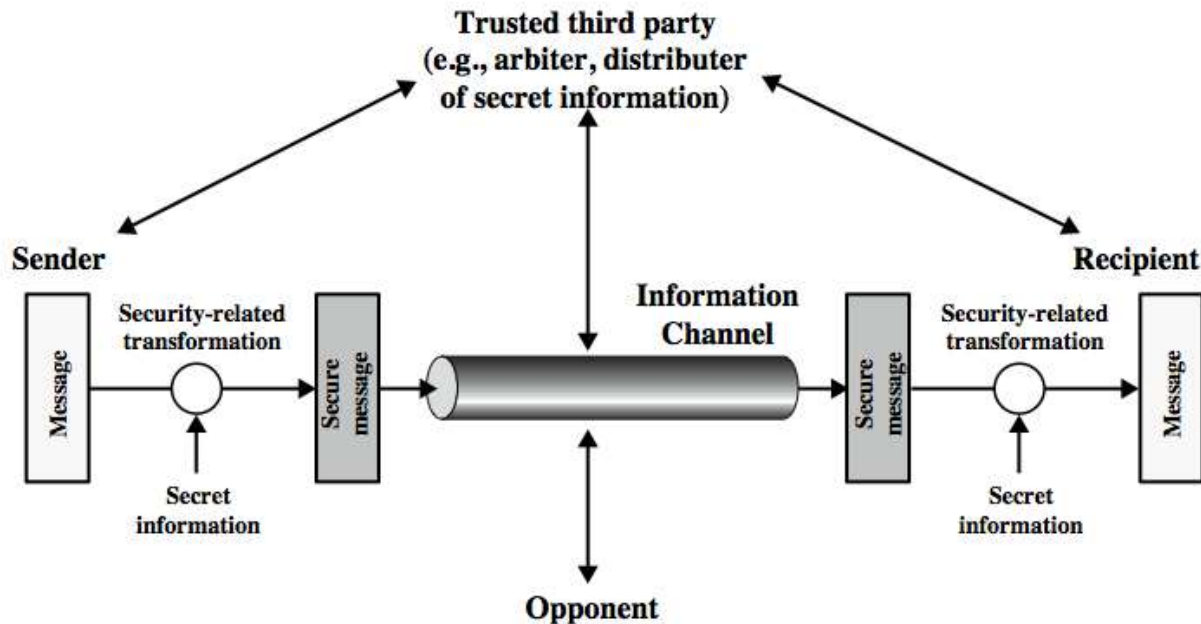 Trusted third party
(e.g., arbiter, distributer
of secret information)
Sender
Recipient
Message
Security-related
transformation
Secret
information
Secure
message
Information
Channel
Secure
message
Security-related
transformation
Secret
information
Message
Opponent